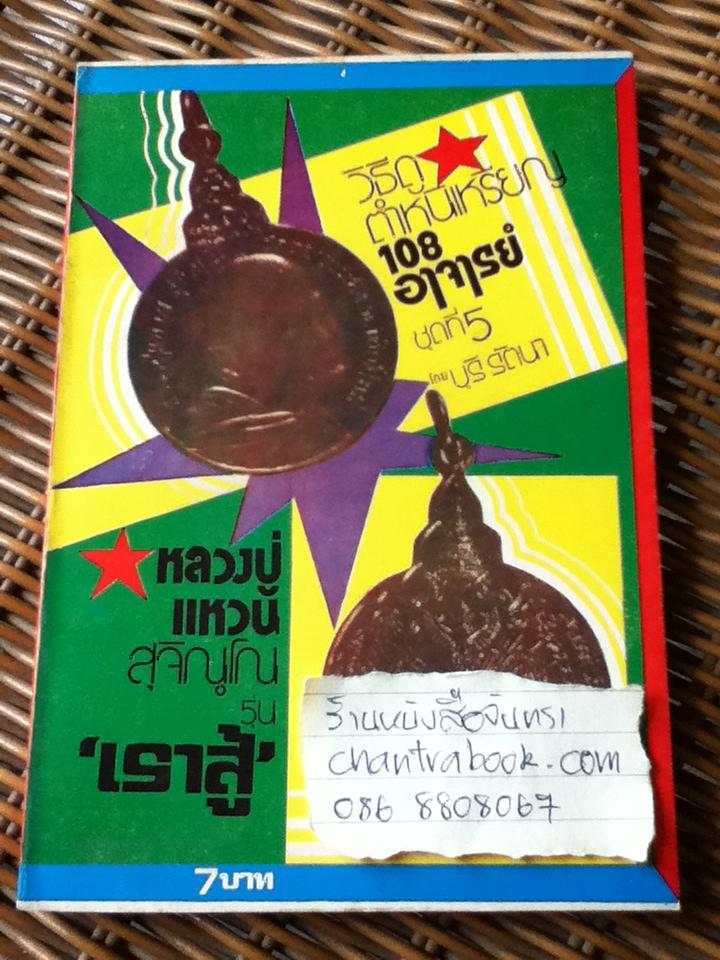 วิธีดู
ตำหนิเหรียญ
108
อาจารย์
ชุดที่ 5
โดย บุรี รัตนา
หลวงปู่
แหวน
สุจิณฺโณ
รุ่น
'เราสู้'
ร้านหนังสือจันทรา
chantrabook.com
086 8808067
7 บาท